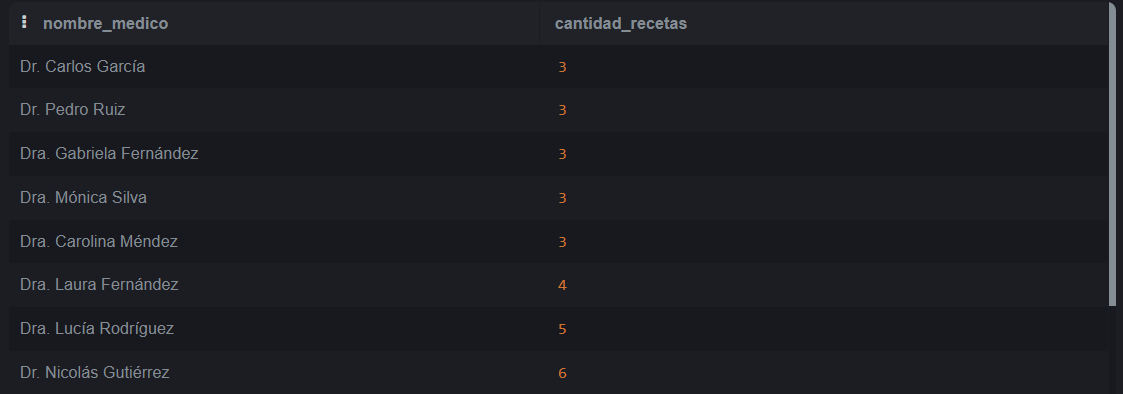 nombre_medico cantidad_recetas
Dr. Carlos García 3
Dr. Pedro Ruiz 3
Dra. Gabriela Fernández 3
Dra. Mónica Silva 3
Dra. Carolina Méndez 3
Dra. Laura Fernández 4
Dra. Lucía Rodríguez 5
Dr. Nicolás Gutiérrez 6